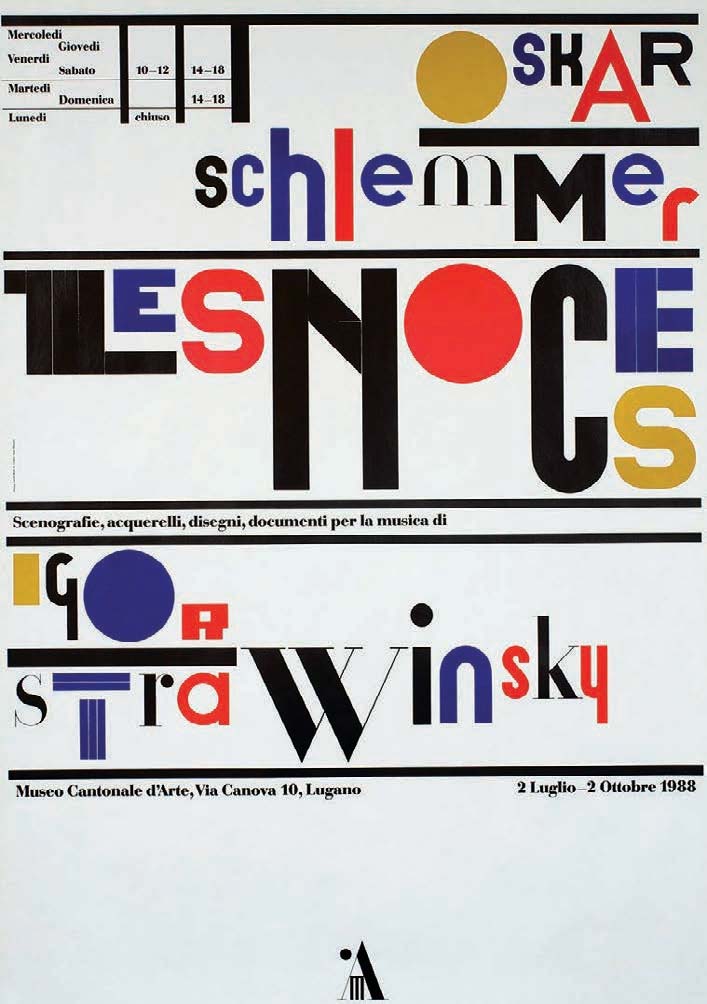 Mercoledi
Giovedi
Venerdi
Sabato 10–12 14–18
Martedi
Domenica 14–18
Lunedi chiuso
OSKAR
schlemMer
LES NOCES
Scenografie, acquerelli, disegni, documenti per la musica di
IGOR
sTraWinsky
Museo Cantonale d'Arte, Via Canova 10, Lugano
2 Luglio–2 Ottobre 1988